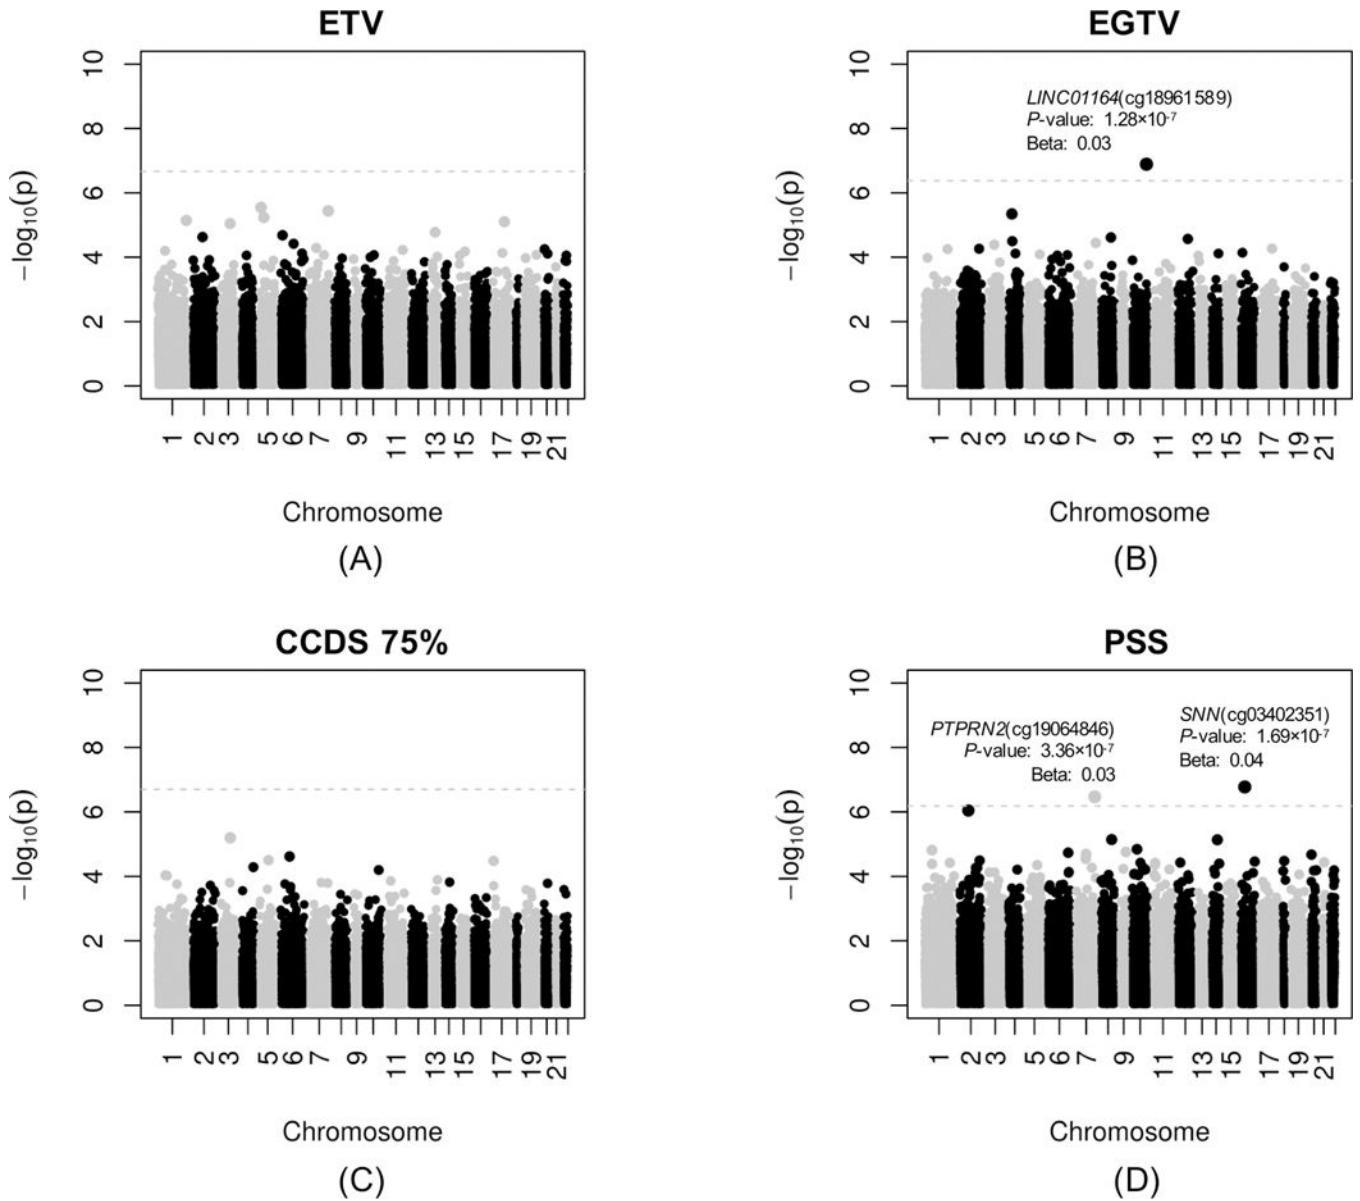 ETV
10
8
6
4
2
0
−log₁₀(p)
1 2 3 5 6 7 9 11 13 15 17 19 21
Chromosome
(A)
EGTV
10
8
6
4
2
0
−log₁₀(p)
LINC01164(cg18961589)
P-value: 1.28×10⁻⁷
Beta: 0.03
1 2 3 5 6 7 9 11 13 15 17 19 21
Chromosome
(B)
CCDS 75%
10
8
6
4
2
0
−log₁₀(p)
1 2 3 5 6 7 9 11 13 15 17 19 21
Chromosome
(C)
PSS
10
8
6
4
2
0
−log₁₀(p)
PTPRN2(cg19064846)
P-value: 3.36×10⁻⁷
Beta: 0.03
SNN(cg03402351)
P-value: 1.69×10⁻⁷
Beta: 0.04
1 2 3 5 6 7 9 11 13 15 17 19 21
Chromosome
(D)